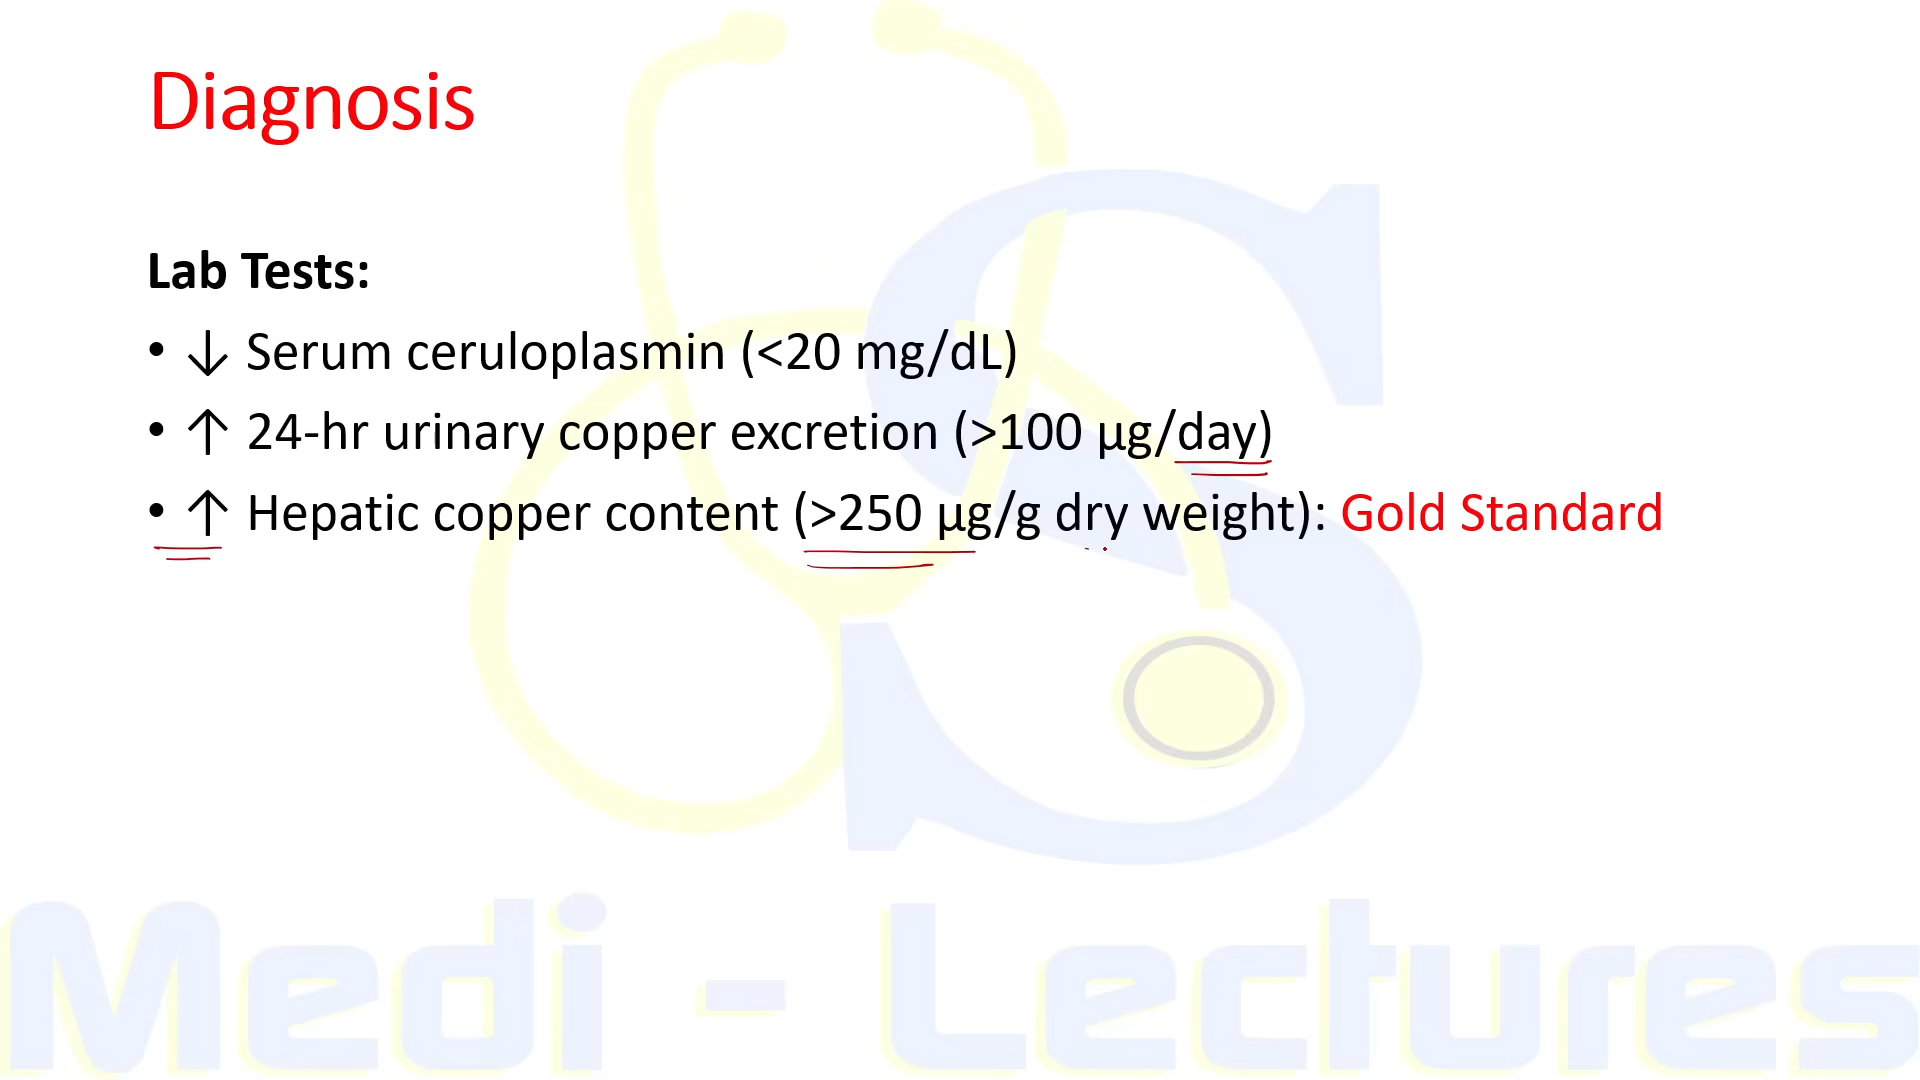 Diagnosis
Lab Tests:
• ↓ Serum ceruloplasmin (<20 mg/dL)
• ↑ 24-hr urinary copper excretion (>100 µg/day)
• ↑ Hepatic copper content (>250 µg/g dry weight): Gold Standard
Medi - Lectures